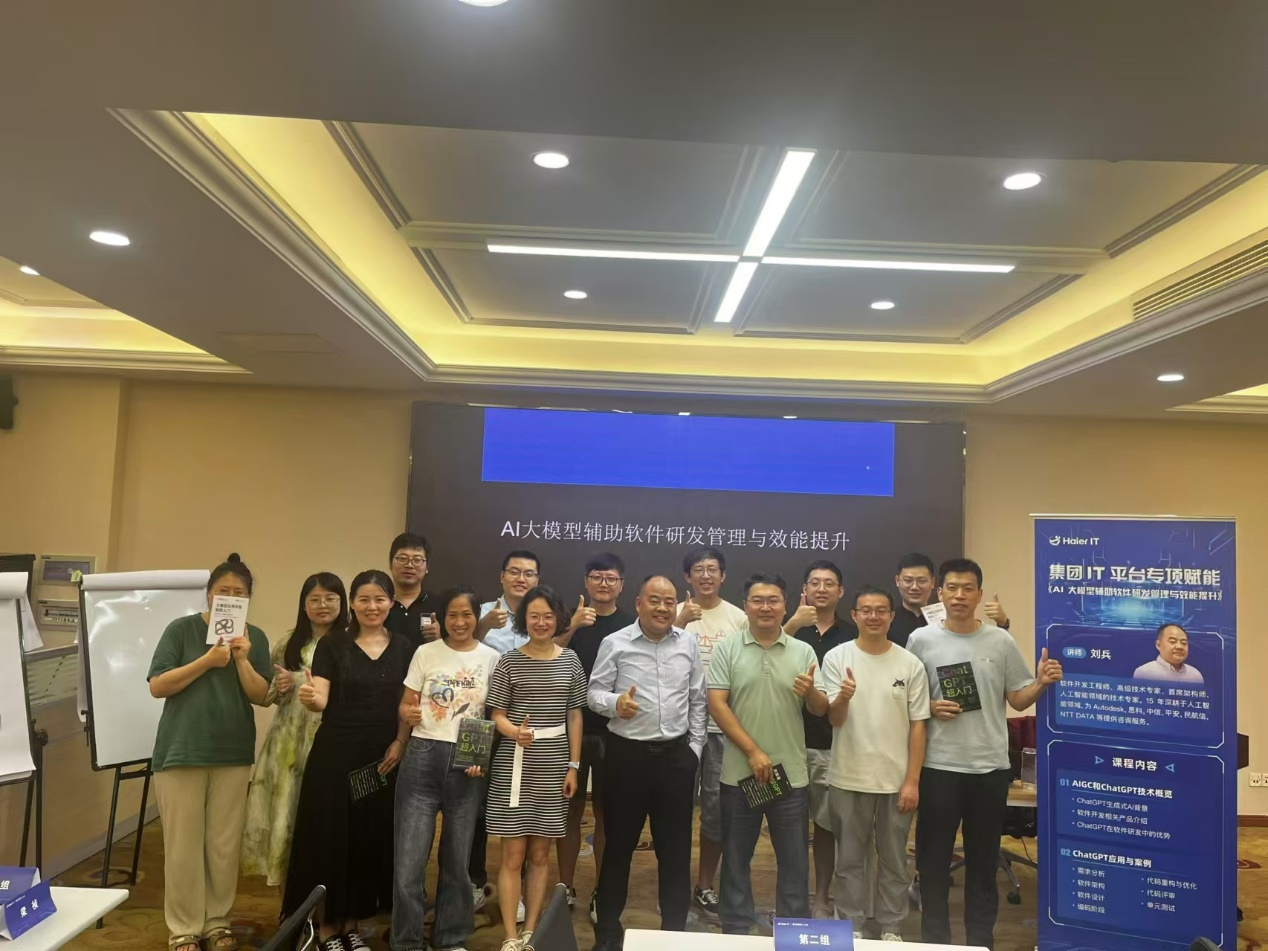 AI大模型辅助软件研发管理与效能提升
Haier IT
集团 IT 平台专项赋能
《AI 大模型辅助软件研发管理与效能提升》
讲师 刘兵
软件开发工程师、高级技术专家、首席架构师、
人工智能领域的技术专家。15 年深耕于人工智
能领域, 为 Autodesk, 思科, 中信, 平安, 民航信,
NTT DATA 等提供咨询服务。
课程内容
01 AIGC和ChatGPT技术概览
• ChatGPT生成式AI背景
• 软件开发相关产品介绍
• ChatGPT在软件研发中的优势
02 ChatGPT应用与案例
• 需求分析
• 软件架构
• 软件设计
• 编码阶段
• 代码重构与优化
• 代码评审
• 单元测试
GPT
超入门
Chat
GPT
超入门
组
第二组